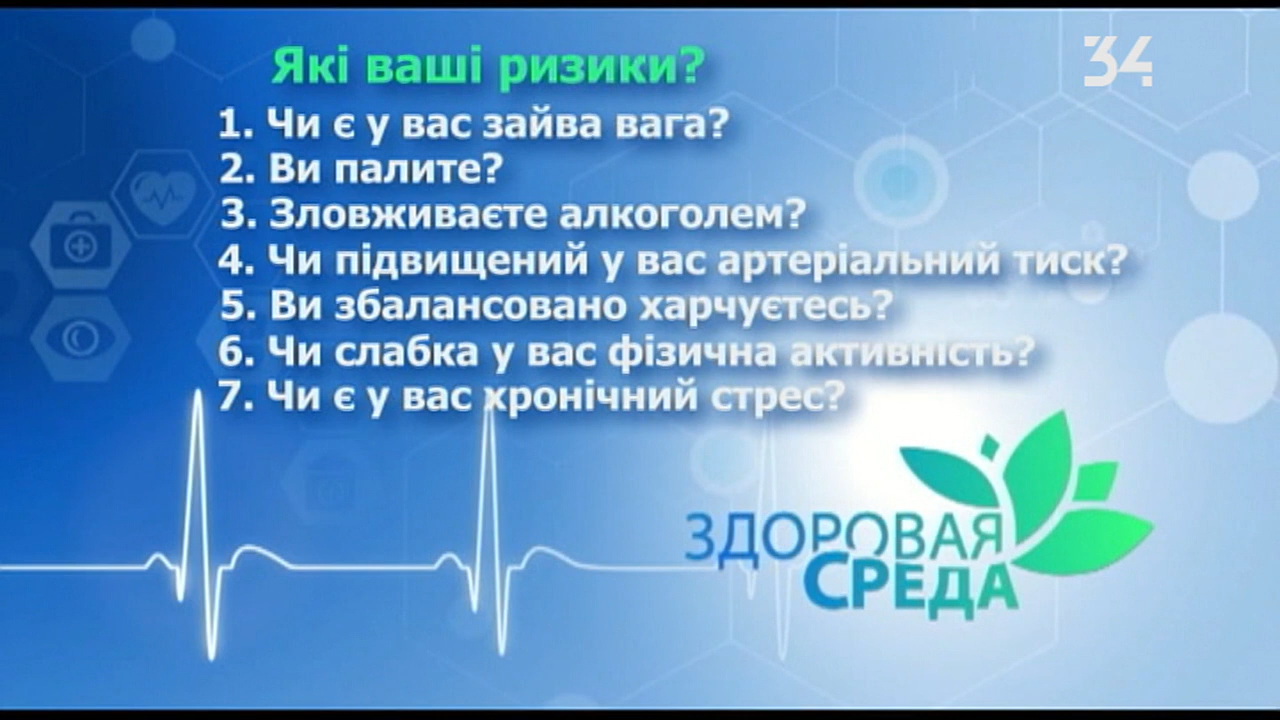 Які ваші ризики?
34
1. Чи є у вас зайва вага?
2. Ви палите?
3. Зловживаєте алкоголем?
4. Чи підвищений у вас артеріальний тиск?
5. Ви збалансовано харчуєтесь?
6. Чи слабка у вас фізична активність?
7. Чи є у вас хронічний стрес?
ЗДОРОВАЯ
СРЕДА